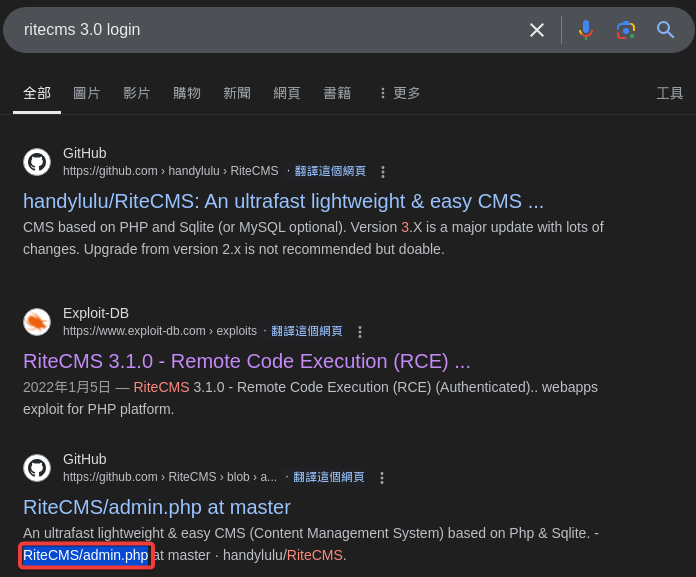 ritecms 3.0 login
全部 圖片 影片 購物 新聞 網頁 書籍 更多 工具
GitHub
https://github.com › handylulu › RiteCMS · 翻譯這個網頁
handylulu/RiteCMS: An ultrafast lightweight & easy CMS ...
CMS based on PHP and Sqlite (or MySQL optional). Version 3.X is a major update with lots of
changes. Upgrade from version 2.x is not recommended but doable.
Exploit-DB
https://www.exploit-db.com › exploits · 翻譯這個網頁
RiteCMS 3.1.0 - Remote Code Execution (RCE) ...
2022年1月5日 — RiteCMS 3.1.0 - Remote Code Execution (RCE) (Authenticated).. webapps
exploit for PHP platform.
GitHub
https://github.com › RiteCMS › blob › a... · 翻譯這個網頁
RiteCMS/admin.php at master
An ultrafast lightweight & easy CMS (Content Management System) based on Php & Sqlite. -
RiteCMS/admin.php at master · handylulu/RiteCMS.